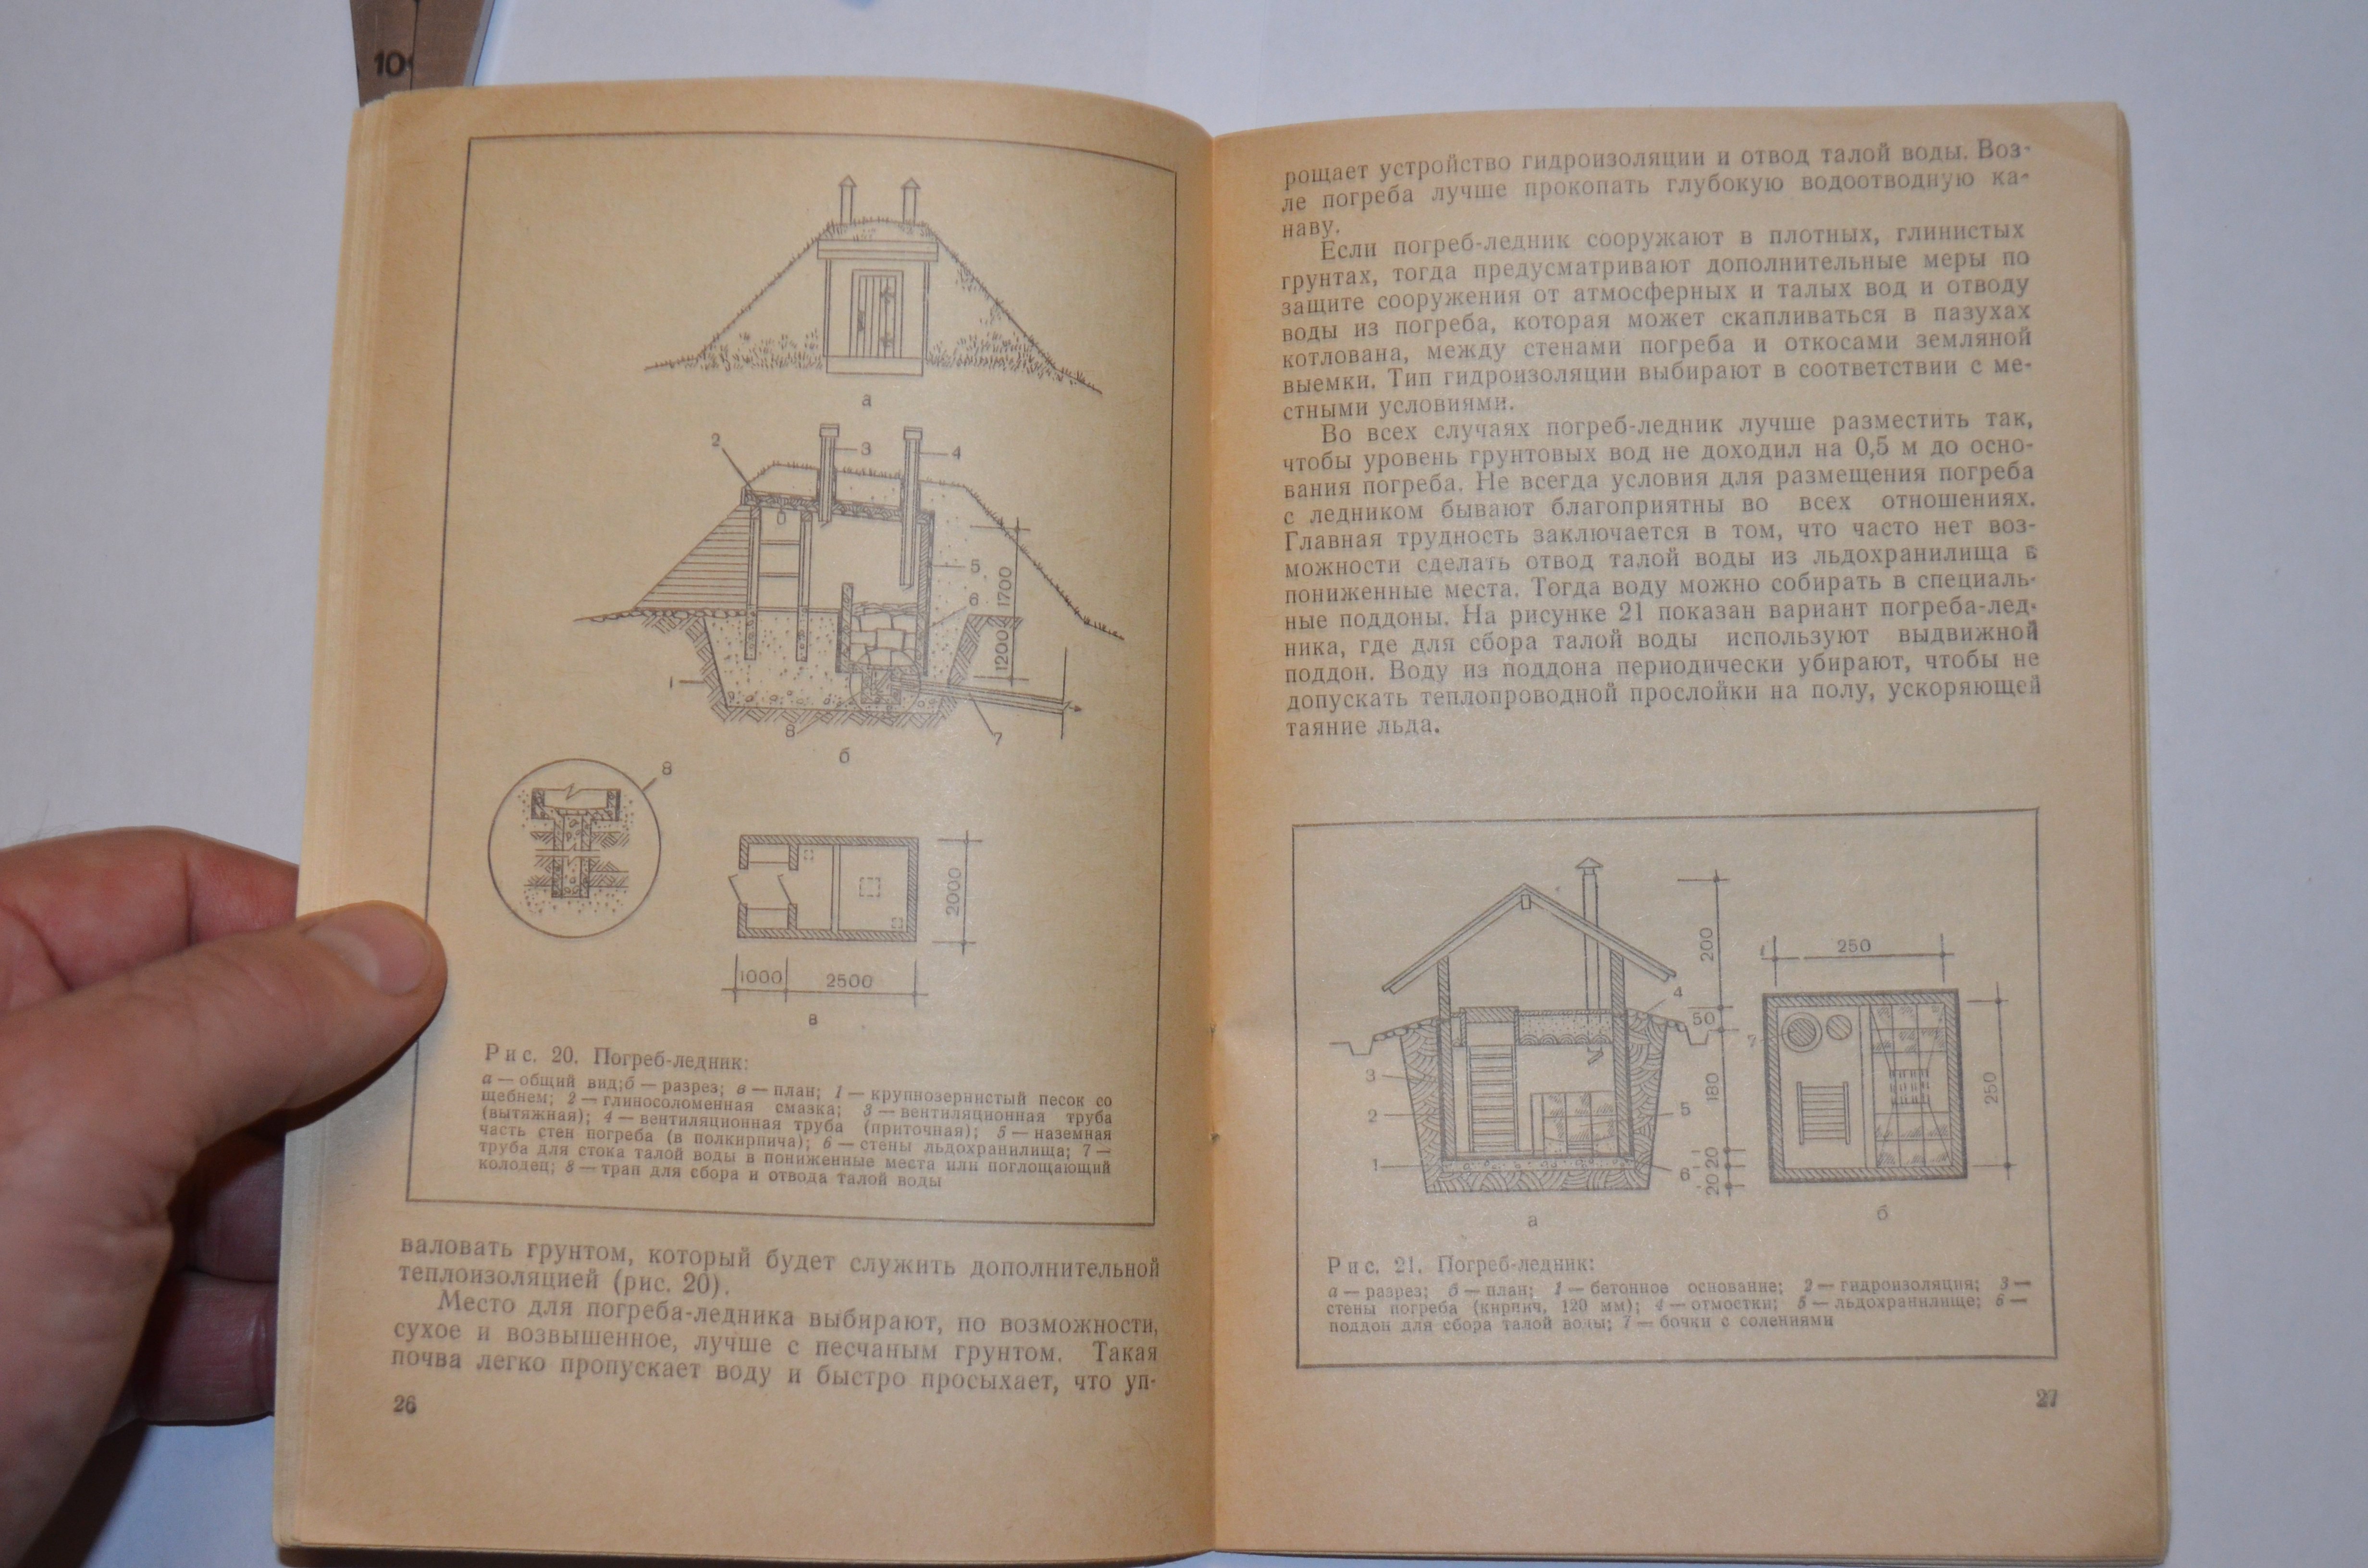 10
а
2
3
4
5
6
1700
1200
1
8
7
б
8
2000
1000
2500
в
Рис. 20. Погреб-ледник:
а — общий вид; б — разрез; в — план; 1 — крупнозернистый песок со
щебнем; 2 — глиносоломенная смазка; 3 — вентиляционная труба
(вытяжная); 4 — вентиляционная труба (приточная); 5 — наземная
часть стен погреба (в полкирпича); 6 — стены льдохранилища; 7 —
труба для стока талой воды в пониженные места или поглощающий
колодец; 8 — трап для сбора и отвода талой воды
валовать грунтом, который будет служить дополнительной
теплоизоляцией (рис. 20).
Место для погреба-ледника выбирают, по возможности,
сухое и возвышенное, лучше с песчаным грунтом. Такая
почва легко пропускает воду и быстро просыхает, что уп-
26
рощает устройство гидроизоляции и отвод талой воды. Воз-
ле погреба лучше прокопать глубокую водоотводную ка-
наву.
Если погреб-ледник сооружают в плотных, глинистых
грунтах, тогда предусматривают дополнительные меры по
защите сооружения от атмосферных и талых вод и отводу
воды из погреба, которая может скапливаться в пазухах
котлована, между стенами погреба и откосами земляной
выемки. Тип гидроизоляции выбирают в соответствии с ме-
стными условиями.
Во всех случаях погреб-ледник лучше разместить так,
чтобы уровень грунтовых вод не доходил на 0,5 м до осно-
вания погреба. Не всегда условия для размещения погреба
с ледником бывают благоприятны во всех отношениях.
Главная трудность заключается в том, что часто нет воз-
можности сделать отвод талой воды из льдохранилища в
пониженные места. Тогда воду можно собирать в специаль-
ные поддоны. На рисунке 21 показан вариант погреба-лед-
ника, где для сбора талой воды используют выдвижной
поддон. Воду из поддона периодически убирают, чтобы не
допускать теплопроводной прослойки на полу, ускоряющей
таяние льда.
200
4
50
3
180
2
5
1
20
6
20
а
250
7
250
б
Рис. 21. Погреб-ледник:
а — разрез; б — план; 1 — бетонное основание; 2 — гидроизоляция; 3 —
стены погреба (кирпич, 120 мм); 4 — отмостки; 5 — льдохранилище; 6 —
поддон для сбора талой воды; 7 — бочки с солениями
27